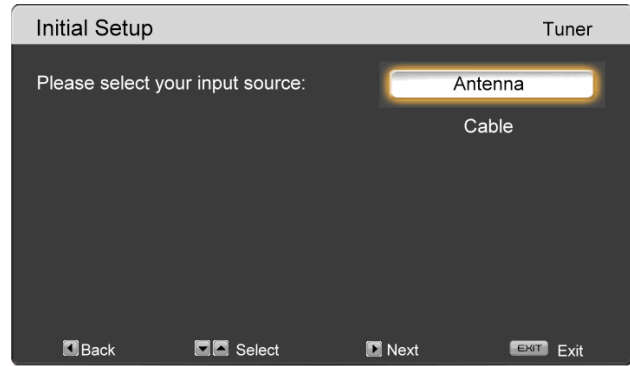 Initial Setup Tuner
Please select your input source: Antenna
Cable
Back Select Next EXIT Exit